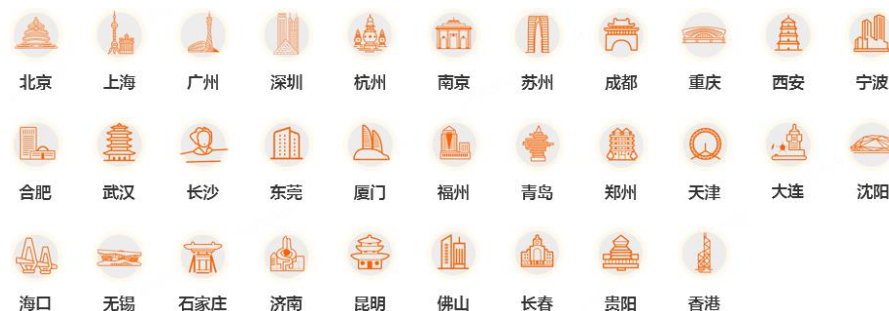 北京 上海 广州 深圳 杭州 南京 苏州 成都 重庆 西安 宁波
合肥 武汉 长沙 东莞 厦门 福州 青岛 郑州 天津 大连 沈阳
海口 无锡 石家庄 济南 昆明 佛山 长春 贵阳 香港